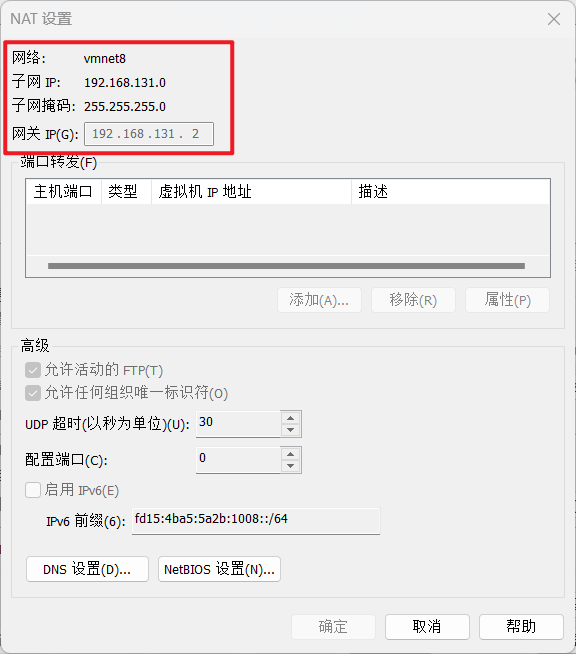 NAT 设置
网络: vmnet8
子网 IP: 192.168.131.0
子网掩码: 255.255.255.0
网关 IP(G): 192 . 168 . 131 . 2
端口转发(F)
主机端口 类型 虚拟机 IP 地址 描述
添加(A)... 移除(R) 属性(P)
高级
允许活动的 FTP(T)
允许任何组织唯一标识符(O)
UDP 超时(以秒为单位)(U): 30
配置端口(C): 0
启用 IPv6(E)
IPv6 前缀(6): fd15:4ba5:5a2b:1008::/64
DNS 设置(D)... NetBIOS 设置(N)...
确定 取消 帮助